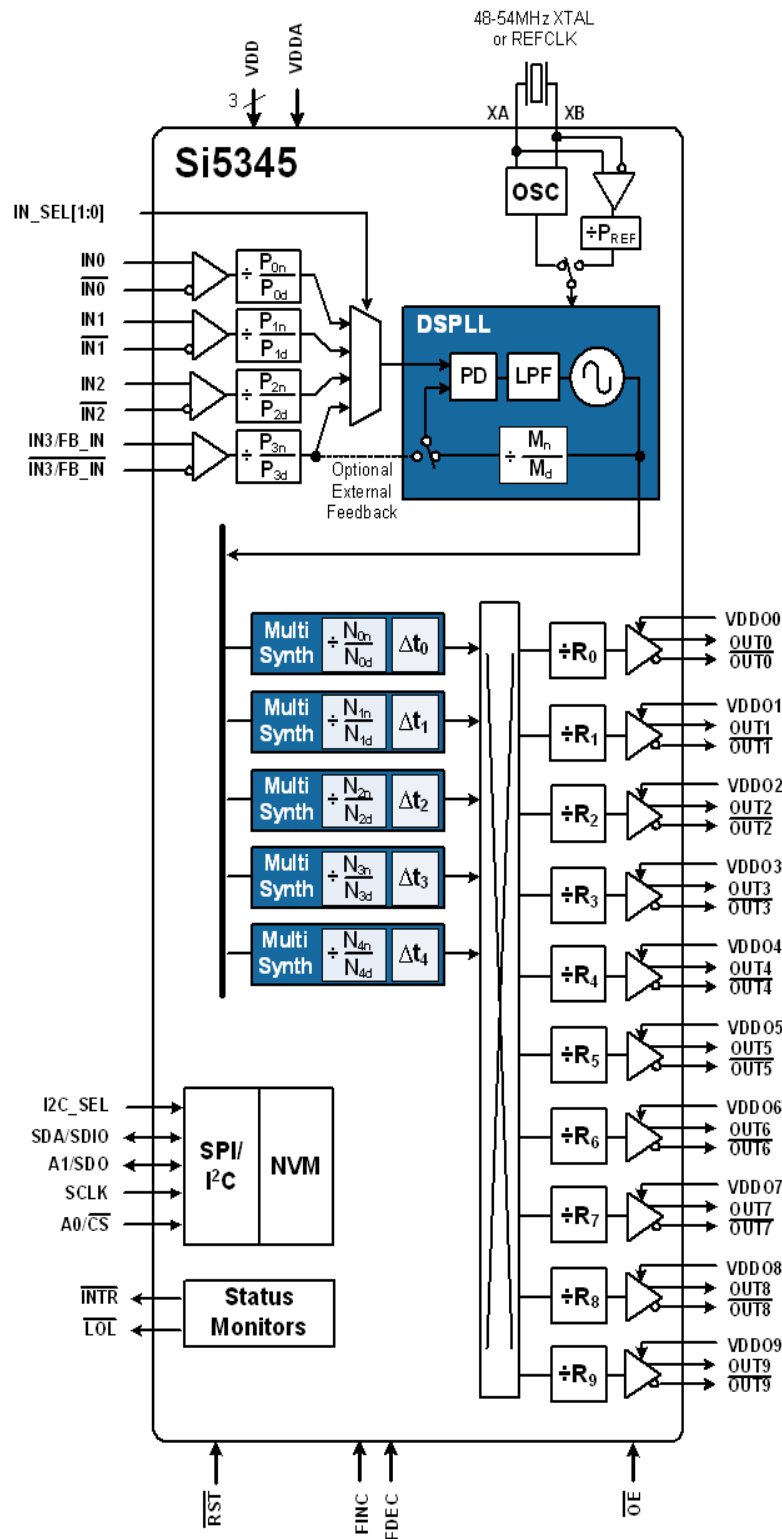 48-54MHz XTAL
or REFCLK
VDD
VDDA
3
XA
XB
Si5345
OSC
÷PREF
IN_SEL[1:0]
IN0
IN0
÷ P0n
P0d
IN1
IN1
÷ P1n
P1d
IN2
IN2
÷ P2n
P2d
IN3/FB_IN
IN3/FB_IN
÷ P3n
P3d
DSPLL
PD
LPF
÷ Mn
Md
Optional
External
Feedback
Multi
Synth
÷ N0n
N0d
Δt0
Multi
Synth
÷ N1n
N1d
Δt1
Multi
Synth
÷ N2n
N2d
Δt2
Multi
Synth
÷ N3n
N3d
Δt3
Multi
Synth
÷ N4n
N4d
Δt4
÷R0
VDDO0
OUT0
OUT0
÷R1
VDDO1
OUT1
OUT1
÷R2
VDDO2
OUT2
OUT2
÷R3
VDDO3
OUT3
OUT3
÷R4
VDDO4
OUT4
OUT4
÷R5
VDDO5
OUT5
OUT5
÷R6
VDDO6
OUT6
OUT6
÷R7
VDDO7
OUT7
OUT7
÷R8
VDDO8
OUT8
OUT8
÷R9
VDDO9
OUT9
OUT9
I2C_SEL
SDA/SDIO
A1/SDO
SCLK
A0/CS
SPI/
I²C
NVM
INTR
LOL
Status
Monitors
RST
FINC
FDEC
OE